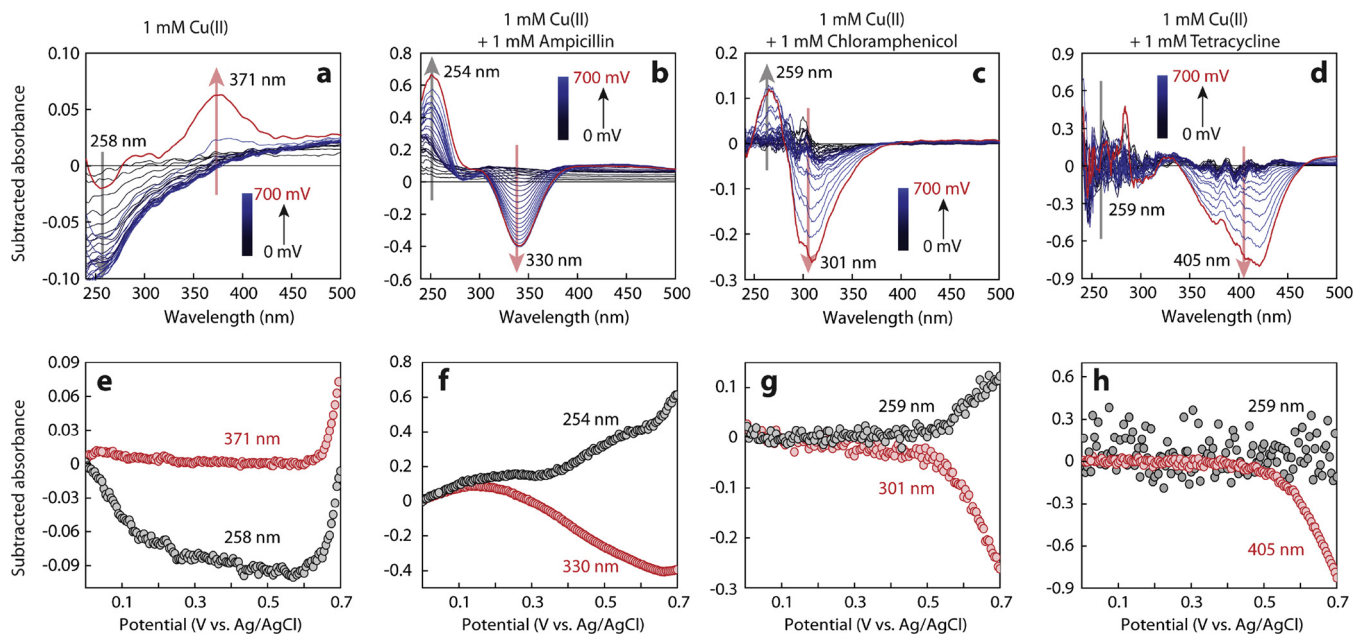 1 mM Cu(II)
a
371 nm
258 nm
700 mV
0 mV
0.10
0.05
0
-0.05
-0.10
250 300 350 400 450 500
Wavelength (nm)
Subtracted absorbance
1 mM Cu(II)
+ 1 mM Ampicillin
b
254 nm
700 mV
0 mV
330 nm
0.8
0.6
0.4
0.2
0
-0.2
-0.4
-0.6
250 300 350 400 450 500
Wavelength (nm)
1 mM Cu(II)
+ 1 mM Chloramphenicol
c
259 nm
700 mV
0 mV
301 nm
0.2
0.1
0
-0.1
-0.2
-0.3
250 300 350 400 450 500
Wavelength (nm)
1 mM Cu(II)
+ 1 mM Tetracycline
d
700 mV
0 mV
259 nm
405 nm
0.9
0.6
0.3
0
-0.3
-0.6
-0.9
250 300 350 400 450 500
Wavelength (nm)
e
371 nm
258 nm
0.09
0.06
0.03
0
-0.03
-0.06
-0.09
0.1 0.3 0.5 0.7
Potential (V vs. Ag/AgCl)
Subtracted absorbance
f
254 nm
330 nm
0.8
0.6
0.4
0.2
0
-0.2
-0.4
0.1 0.3 0.5 0.7
Potential (V vs. Ag/AgCl)
g
259 nm
301 nm
0.1
0
-0.1
-0.2
-0.3
0.1 0.3 0.5 0.7
Potential (V vs. Ag/AgCl)
h
259 nm
405 nm
0.6
0.3
0
-0.3
-0.6
-0.9
0.1 0.3 0.5 0.7
Potential (V vs. Ag/AgCl)